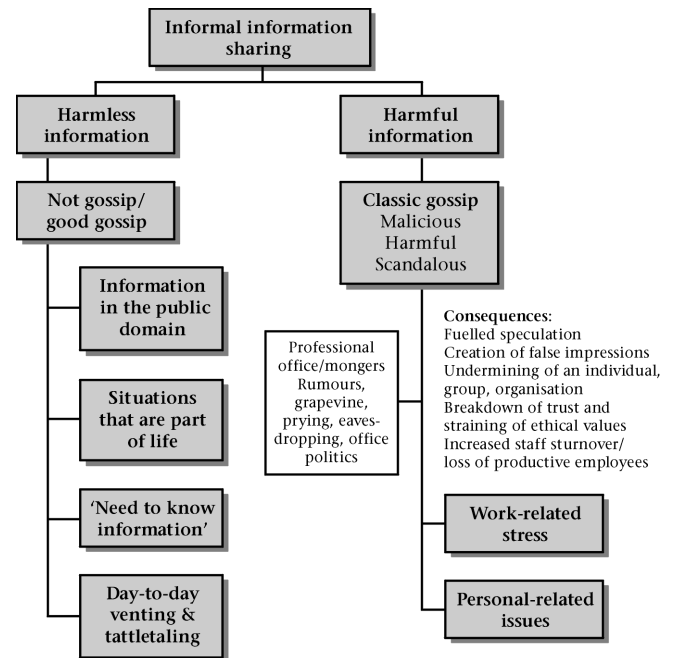 Informal information
sharing
Harmless
information
Harmful
information
Not gossip/
good gossip
Classic gossip
Malicious
Harmful
Scandalous
Information
in the public
domain
Situations
that are part
of life
‘Need to know
information’
Day-to-day
venting &
tattletaling
Professional
office/mongers
Rumours,
grapevine,
prying, eaves-
dropping, office
politics
Consequences:
Fuelled speculation
Creation of false impressions
Undermining of an individual,
group, organisation
Breakdown of trust and
straining of ethical values
Increased staff sturnover/
loss of productive employees
Work-related
stress
Personal-related
issues